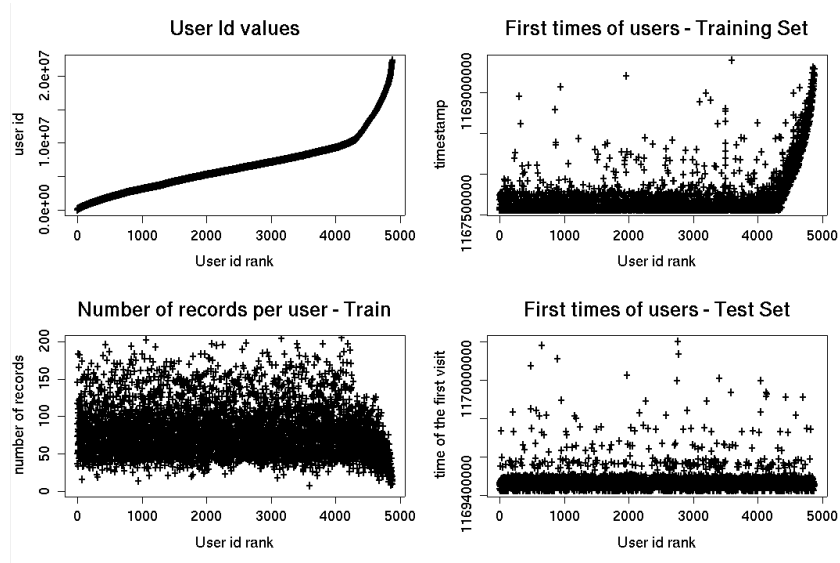 User Id values
user id
0.0e+00
1.0e+07
2.0e+07
0
1000
2000
3000
4000
5000
User id rank
First times of users - Training Set
timestamp
1167500000
1169000000
0
1000
2000
3000
4000
5000
User id rank
Number of records per user - Train
number of records
0
50
100
150
200
0
1000
2000
3000
4000
5000
User id rank
First times of users - Test Set
time of the first visit
1169400000
1170000000
0
1000
2000
3000
4000
5000
User id rank